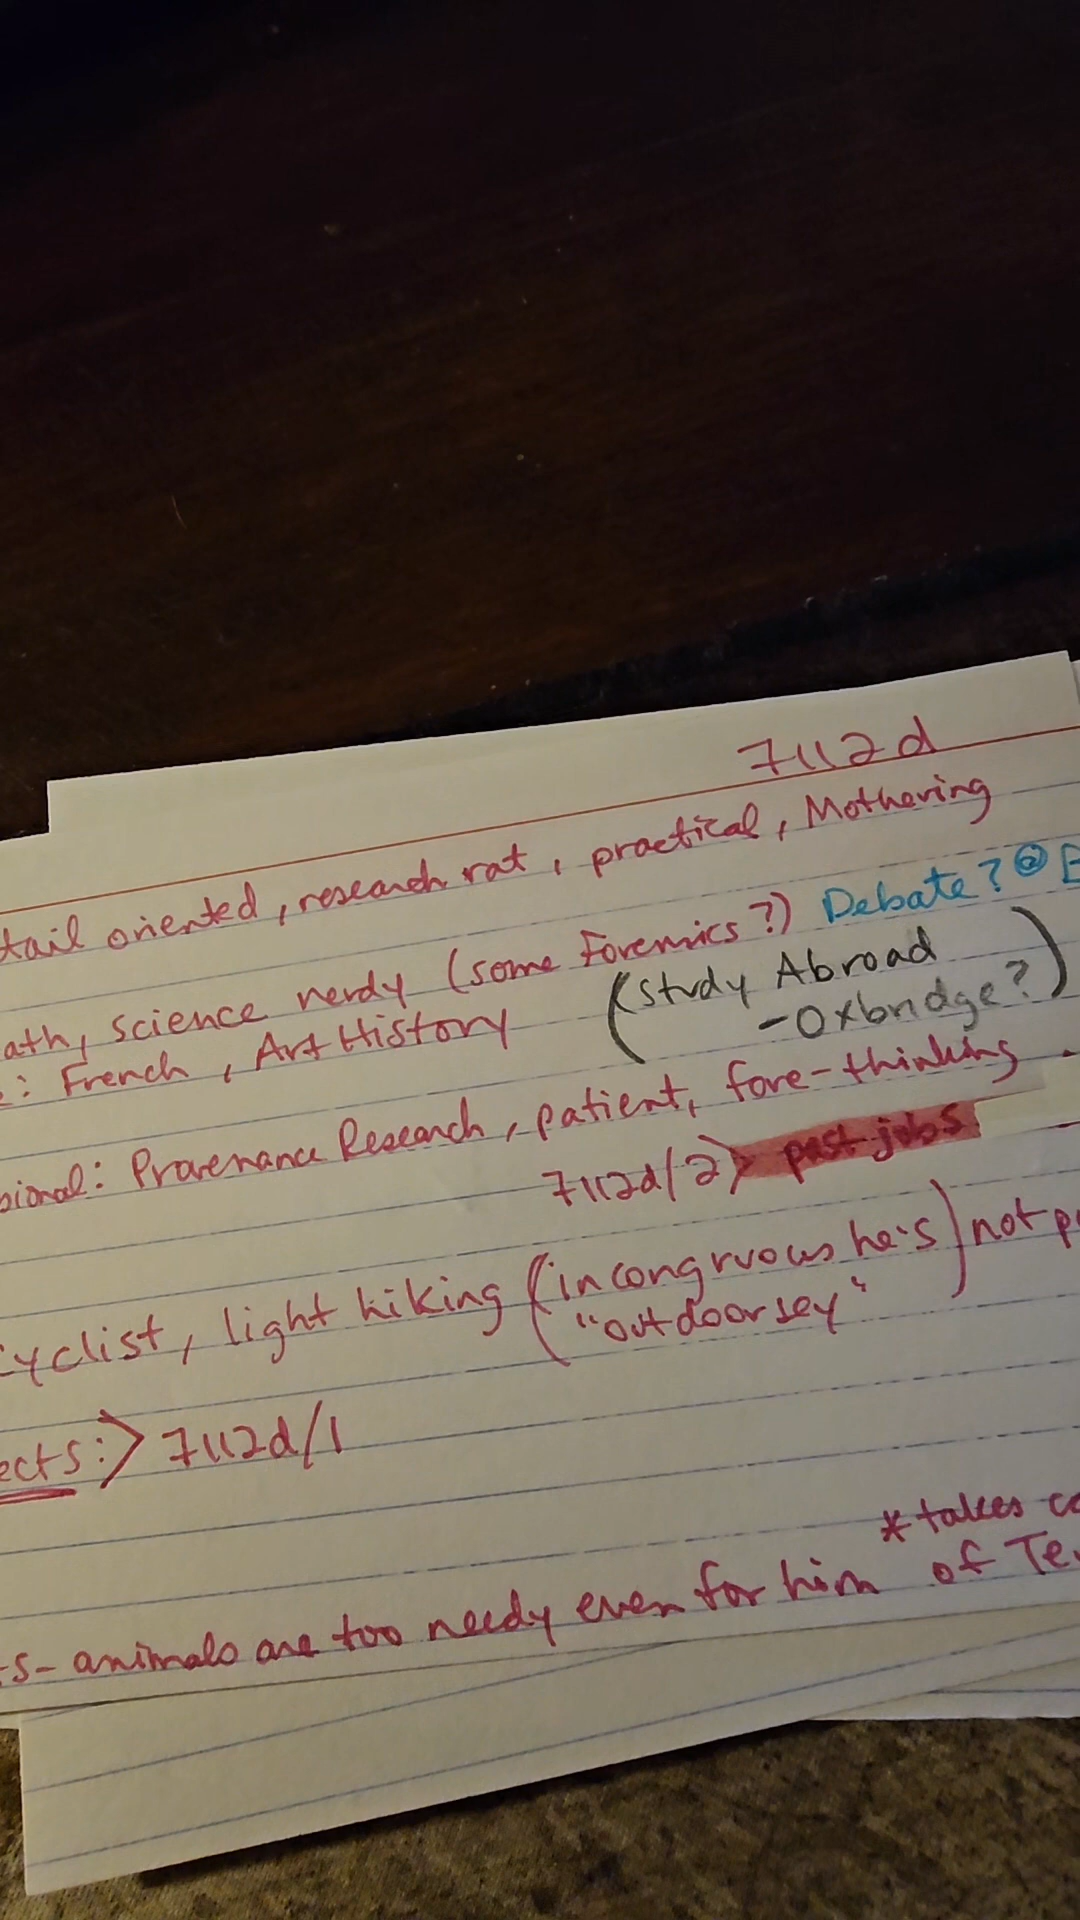 7112d
tail oriented, research rat, practical, Mothering
ath, science nerdy (some Forensics?) Debate? @ E
(Study Abroad
-Oxbridge?)
: French, Art History
sional: Provenance Research, patient, fore-thinking
7112d/2> past jobs
cyclist, light hiking (incongruous he's) not p
"outdoorsey"
ects:> 7112d/1
*takes ca
s- animals are too needy even for him of Te